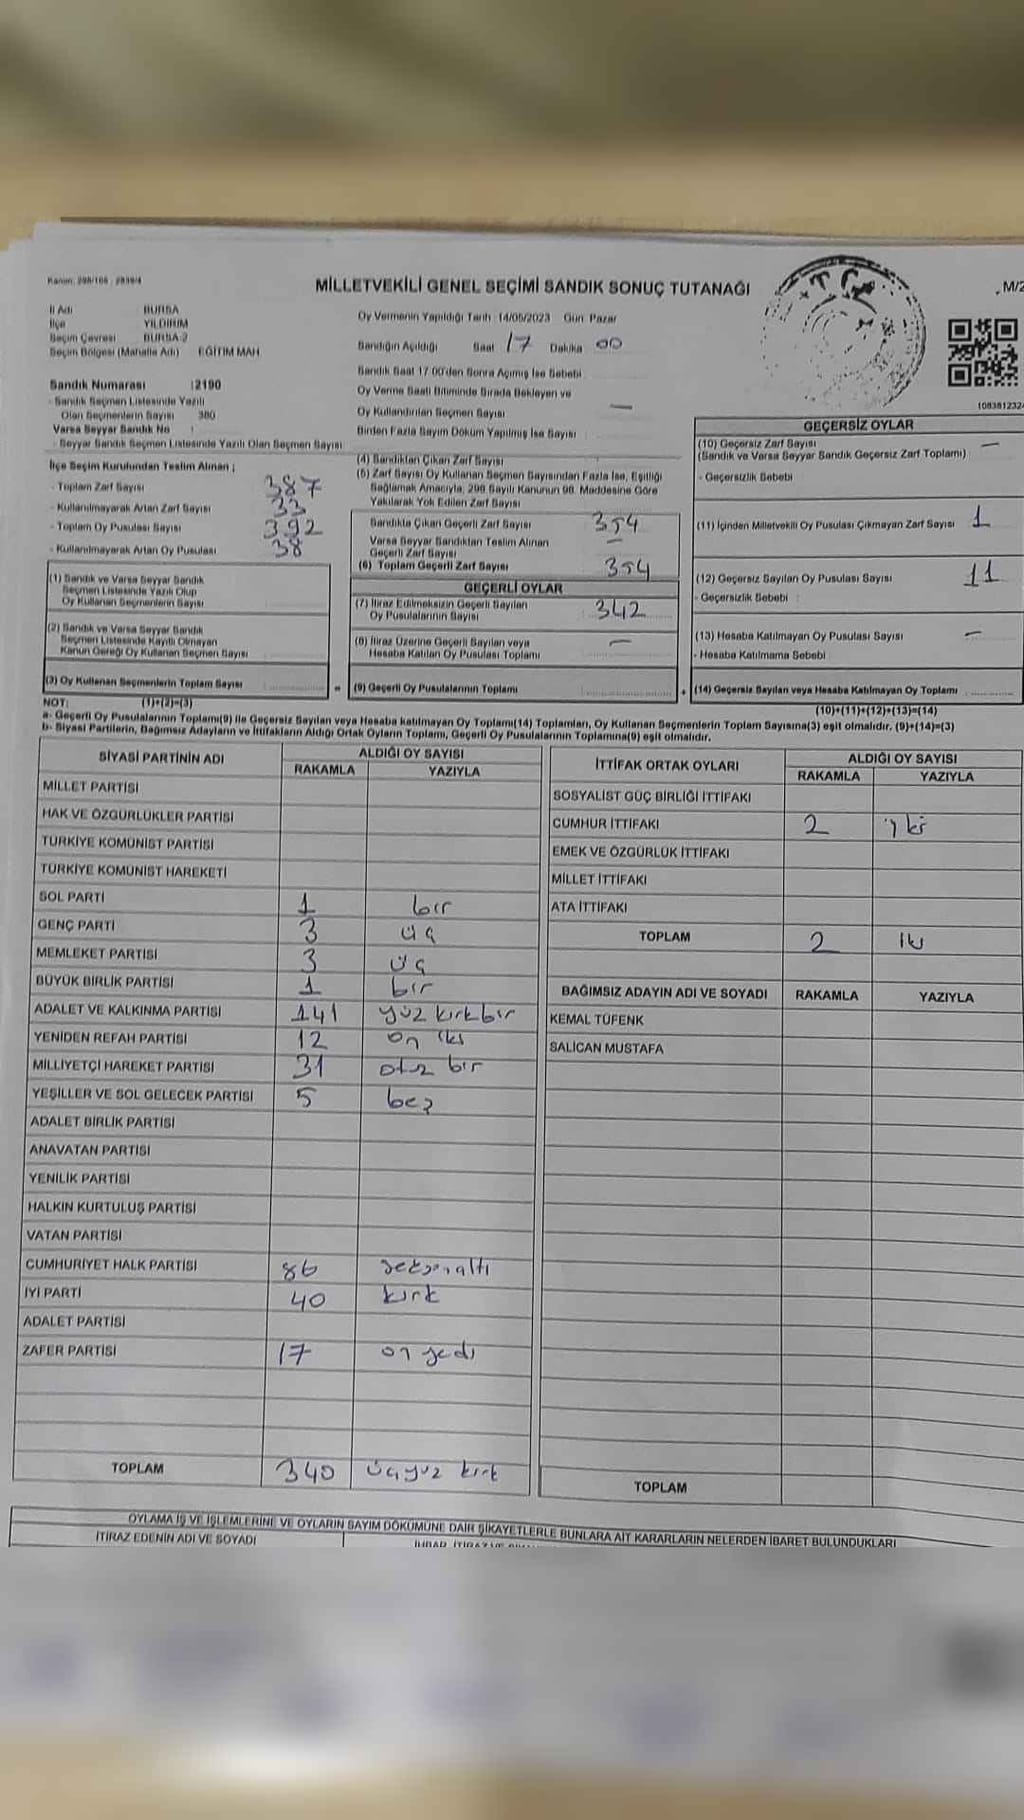 Kanun: 298/105 : 2839/4
MİLLETVEKİLİ GENEL SEÇİMİ SANDIK SONUÇ TUTANAĞI
M/2
İl Adı BURSA
İlçe YILDIRIM
Seçim Çevresi BURSA-2
Seçim Bölgesi (Mahalle Adı) EĞİTİM MAH.
Sandık Numarası :2190
- Sandık Seçmen Listesinde Yazılı
Olan Seçmenlerin Sayısı 380
Varsa Seyyar Sandık No :
- Seyyar Sandık Seçmen Listesinde Yazılı Olan Seçmen Sayısı
İlçe Seçim Kurulundan Teslim Alınan ;
- Toplam Zarf Sayısı 387
- Kullanılmayarak Artan Zarf Sayısı 33
- Toplam Oy Pusulası Sayısı 392
- Kullanılmayarak Artan Oy Pusulası 38
(1) Sandık ve Varsa Seyyar Sandık
Seçmen Listesinde Yazılı Olup
Oy Kullanan Seçmenlerin Sayısı
(2) Sandık ve Varsa Seyyar Sandık
Seçmen Listesinde Kayıtlı Olmayan
Kanun Gereği Oy Kullanan Seçmen Sayısı
(3) Oy Kullanan Seçmenlerin Toplam Sayısı
Oy Vermenin Yapıldığı Tarih :14/05/2023 Gün: Pazar
Sandığın Açıldığı Saat 17 Dakika 00
Sandık Saat 17:00'den Sonra Açımış İse Sebebi
Oy Verme Saati Bitiminde Sırada Bekleyen ve
Oy Kullandırılan Seçmen Sayısı —
Birden Fazla Sayım Döküm Yapılmış İse Sayısı
(4) Sandıktan Çıkan Zarf Sayısı
(5) Zarf Sayısı Oy Kullanan Seçmen Sayısından Fazla İse, Eşitliği
Sağlamak Amacıyla, 298 Sayılı Kanunun 98. Maddesine Göre
Yakılarak Yok Edilen Zarf Sayısı
Sandıkta Çıkan Geçerli Zarf Sayısı 354
Varsa Seyyar Sandıktan Teslim Alınan
Geçerli Zarf Sayısı —
(6) Toplam Geçerli Zarf Sayısı 354
GEÇERLİ OYLAR
(7) İtiraz Edilmeksizin Geçerli Sayılan
Oy Pusulalarının Sayısı 342
(8) İtiraz Üzerine Geçerli Sayılan veya
Hesaba Katılan Oy Pusulası Toplamı —
= (9) Geçerli Oy Pusulalarının Toplamı
1083812324
GEÇERSİZ OYLAR
(10) Geçersiz Zarf Sayısı —
(Sandık ve Varsa Seyyar Sandık Geçersiz Zarf Toplamı)
- Geçersizlik Sebebi
(11) İçinden Milletvekili Oy Pusulası Çıkmayan Zarf Sayısı 1
(12) Geçersiz Sayılan Oy Pusulası Sayısı 11
- Geçersizlik Sebebi :
(13) Hesaba Katılmayan Oy Pusulası Sayısı —
- Hesaba Katılmama Sebebi
+ (14) Geçersiz Sayılan veya Hesaba Katılmayan Oy Toplamı
NOT: (1)+(2)=(3) (10)+(11)+(12)+(13)=(14)
a- Geçerli Oy Pusulalarının Toplamı(9) ile Geçersiz Sayılan veya Hesaba katılmayan Oy Toplamı(14) Toplamları, Oy Kullanan Seçmenlerin Toplam Sayısına(3) eşit olmalıdır. (9)+(14)=(3)
b- Siyasi Partilerin, Bağımsız Adayların ve İttifakların Aldığı Ortak Oyların Toplamı, Geçerli Oy Pusulalarının Toplamına(9) eşit olmalıdır.
SİYASİ PARTİNİN ADI ALDIĞI OY SAYISI
RAKAMLA YAZIYLA
MİLLET PARTİSİ
HAK VE ÖZGÜRLÜKLER PARTİSİ
TÜRKİYE KOMÜNİST PARTİSİ
TÜRKİYE KOMÜNİST HAREKETİ
SOL PARTİ 1 bir
GENÇ PARTİ 3 üç
MEMLEKET PARTİSİ 3 üç
BÜYÜK BİRLİK PARTİSİ 1 bir
ADALET VE KALKINMA PARTİSİ 141 yüz kırkbir
YENİDEN REFAH PARTİSİ 12 on iki
MİLLİYETÇİ HAREKET PARTİSİ 31 otuz bir
YEŞİLLER VE SOL GELECEK PARTİSİ 5 beş
ADALET BİRLİK PARTİSİ
ANAVATAN PARTİSİ
YENİLİK PARTİSİ
HALKIN KURTULUŞ PARTİSİ
VATAN PARTİSİ
CUMHURİYET HALK PARTİSİ 86 seksenaltı
İYİ PARTİ 40 kırk
ADALET PARTİSİ
ZAFER PARTİSİ 17 on yedi
TOPLAM 340 üçyüz kırk
İTTİFAK ORTAK OYLARI ALDIĞI OY SAYISI
RAKAMLA YAZIYLA
SOSYALİST GÜÇ BİRLİĞİ İTTİFAKI
CUMHUR İTTİFAKI 2 iki
EMEK VE ÖZGÜRLÜK İTTİFAKI
MİLLET İTTİFAKI
ATA İTTİFAKI
TOPLAM 2 iki
BAĞIMSIZ ADAYIN ADI VE SOYADI RAKAMLA YAZIYLA
KEMAL TÜFENK
SALİCAN MUSTAFA
TOPLAM
OYLAMA İŞ VE İŞLEMLERİNE VE OYLARIN SAYIM DÖKÜMÜNE DAİR ŞİKAYETLERLE BUNLARA AİT KARARLARIN NELERDEN İBARET BULUNDUKLARI
İTİRAZ EDENİN ADI VE SOYADI